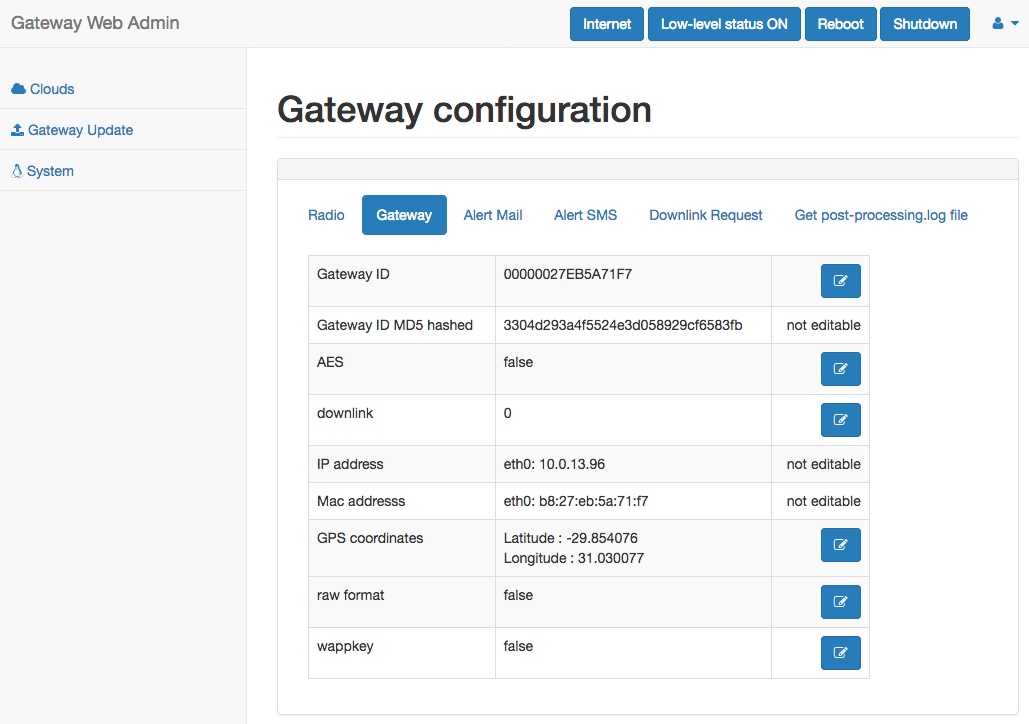 Gateway Web Admin
Internet
Low-level status ON
Reboot
Shutdown
Clouds
Gateway Update
System
Gateway configuration
Radio
Gateway
Alert Mail
Alert SMS
Downlink Request
Get post-processing.log file
Gateway ID 00000027EB5A71F7
Gateway ID MD5 hashed 3304d293a4f5524e3d058929cf6583fb not editable
AES false
downlink 0
IP address eth0: 10.0.13.96 not editable
Mac addresss eth0: b8:27:eb:5a:71:f7 not editable
GPS coordinates Latitude : -29.854076
Longitude : 31.030077
raw format false
wappkey false